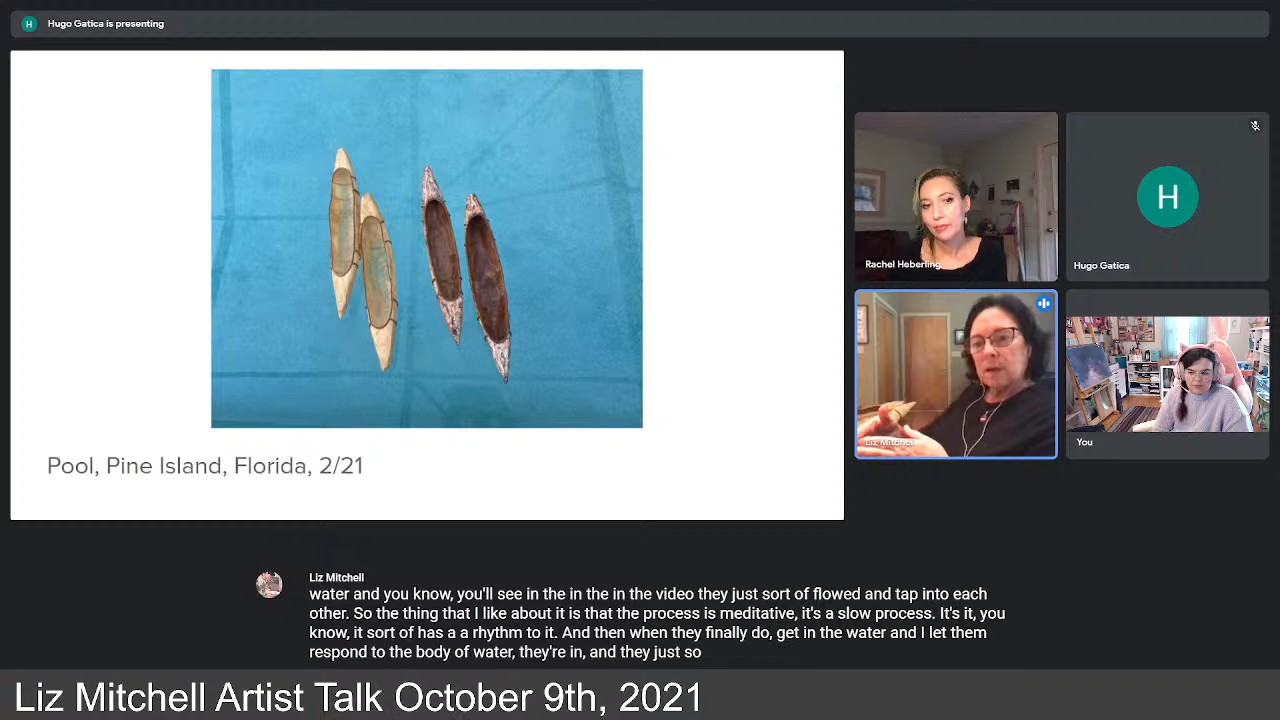 H Hugo Gatica is presenting
Pool, Pine Island, Florida, 2/21
Rachel Heberling
H
Hugo Gatica
Liz Mitchell
You
Liz Mitchell
water and you know, you'll see in the in the in the video they just sort of flowed and tap into each
other. So the thing that I like about it is that the process is meditative, it's a slow process. It's it, you
know, it sort of has a a rhythm to it. And then when they finally do, get in the water and I let them
respond to the body of water, they're in, and they just so
Liz Mitchell Artist Talk October 9th, 2021